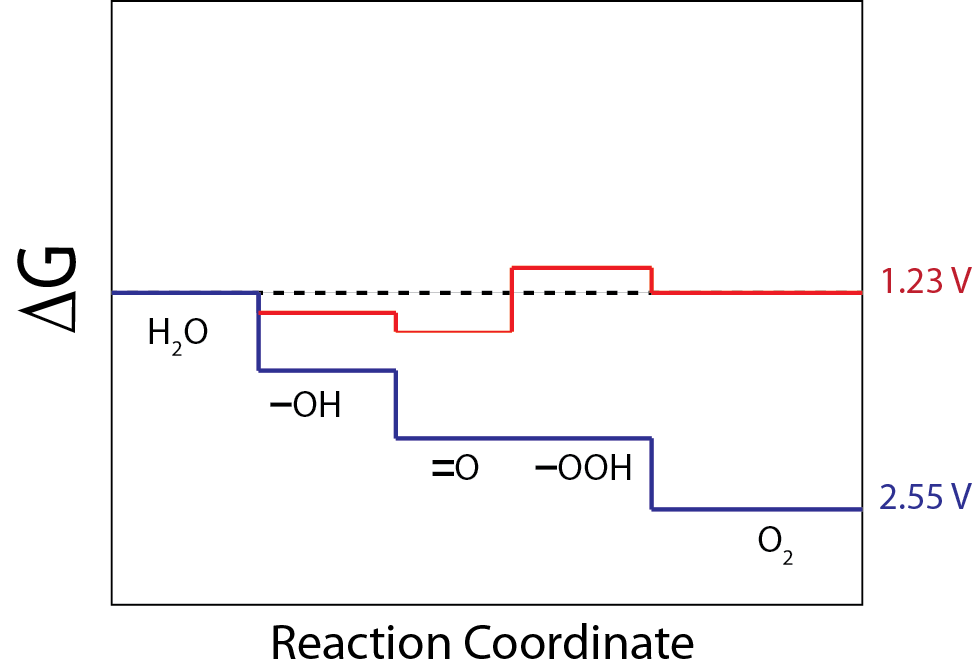 ΔG
1.23 V
H₂O
–OH
=O
–OOH
2.55 V
O₂
Reaction Coordinate